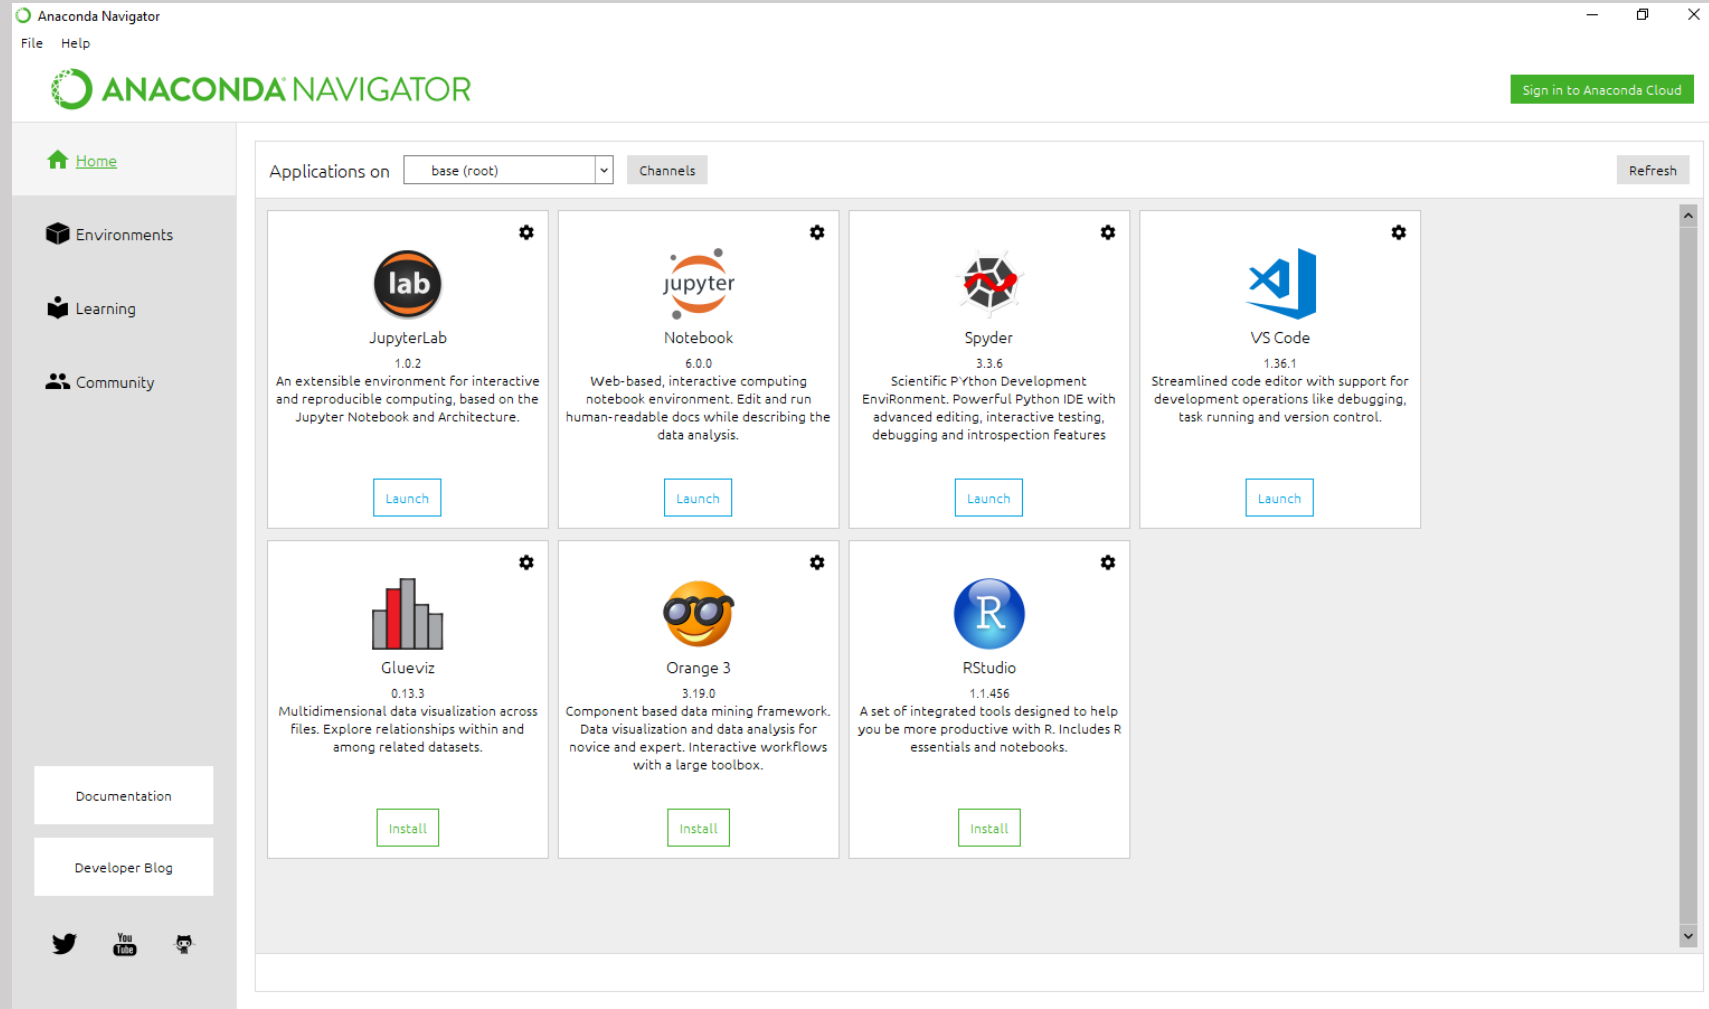 Anaconda Navigator
File Help
ANACONDA NAVIGATOR
Sign in to Anaconda Cloud
Home
Environments
Learning
Community
Documentation
Developer Blog
You
Tube
Applications on base (root) Channels Refresh
lab
JupyterLab
1.0.2
An extensible environment for interactive
and reproducible computing, based on the
Jupyter Notebook and Architecture.
Launch
jupyter
Notebook
6.0.0
Web-based, interactive computing
notebook environment. Edit and run
human-readable docs while describing the
data analysis.
Launch
Spyder
3.3.6
Scientific PYthon Development
EnviRonment. Powerful Python IDE with
advanced editing, interactive testing,
debugging and introspection features
Launch
VS Code
1.36.1
Streamlined code editor with support for
development operations like debugging,
task running and version control.
Launch
Glueviz
0.13.3
Multidimensional data visualization across
files. Explore relationships within and
among related datasets.
Install
Orange 3
3.19.0
Component based data mining framework.
Data visualization and data analysis for
novice and expert. Interactive workflows
with a large toolbox.
Install
R
RStudio
1.1.456
A set of integrated tools designed to help
you be more productive with R. Includes R
essentials and notebooks.
Install